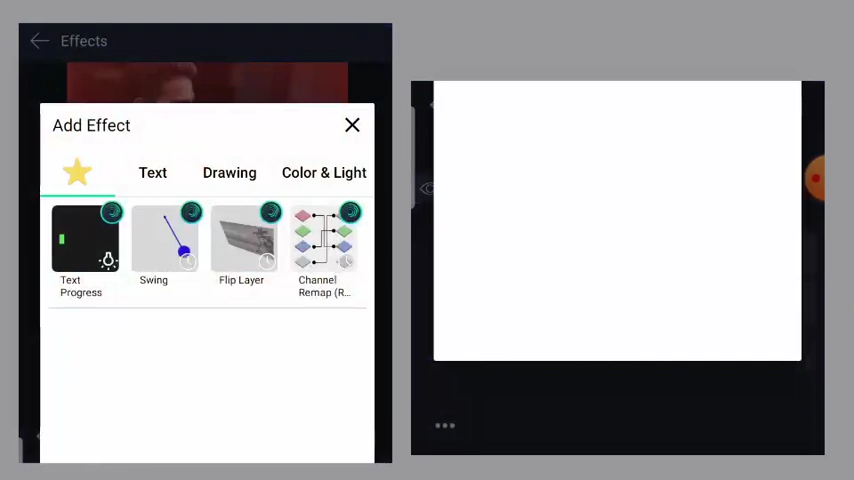 Effects
Add Effect
Text
Drawing
Color & Light
Text
Progress
Swing
Flip Layer
Channel
Remap (R...